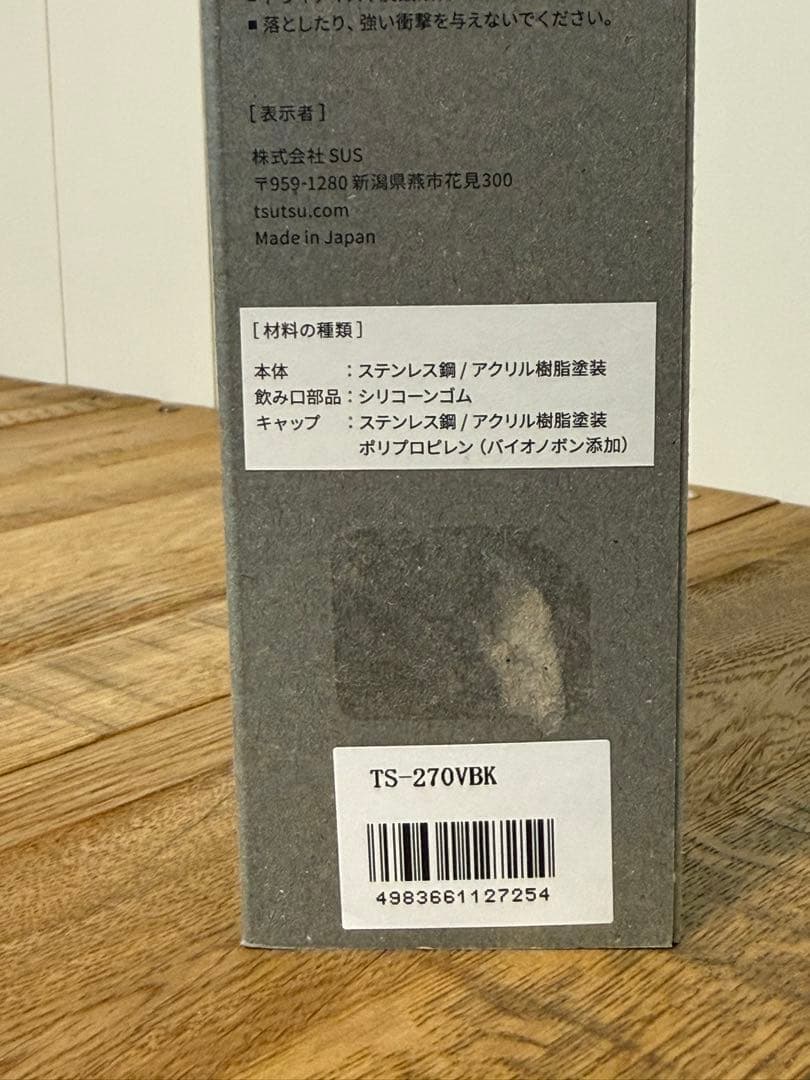 ■ 落としたり、強い衝撃を与えないでください。
[ 表示者 ]
株式会社 SUS
〒959-1280 新潟県燕市花見300
tsutsu.com
Made in Japan
[ 材料の種類 ]
本体 : ステンレス鋼 / アクリル樹脂塗装
飲み口部品 : シリコーンゴム
キャップ : ステンレス鋼 / アクリル樹脂塗装
ポリプロピレン (バイオノボン添加)
TS-270VBK
4983661127254